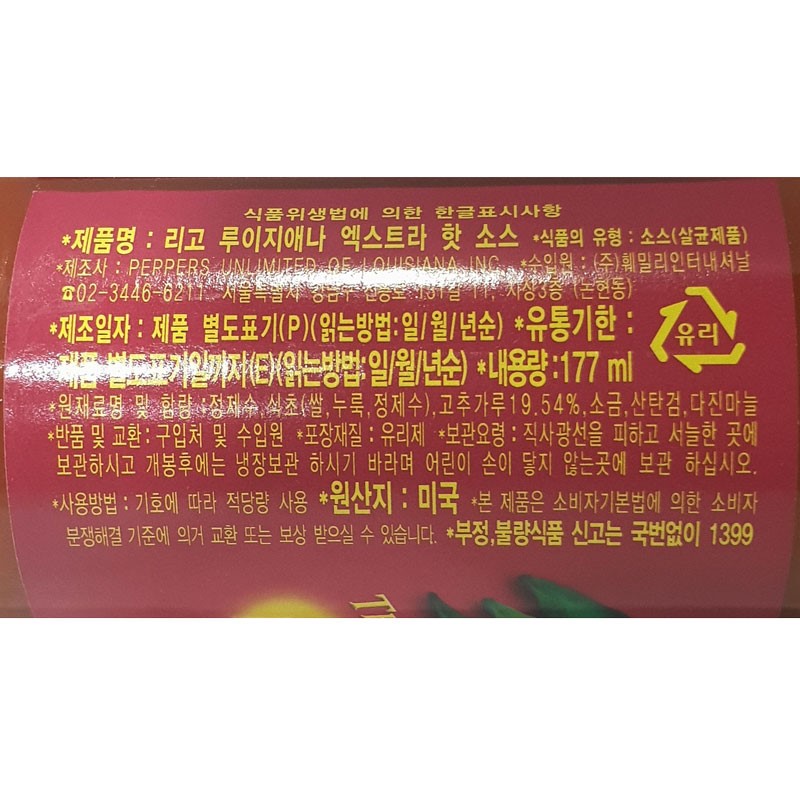 식품위생법에 의한 한글표시사항
*제품명 : 리고 루이지애나 엑스트라 핫 소스 *식품의 유형 : 소스(살균제품)
*제조사 : PEPPERS UNLIMITED OF LOUISIANA INC *수입원 : (주)훼밀리인터내셔날
☎02-3446-6211 서울특별시 강남구 지상3층 (논현동)
*제조일자 : 제품 별도표기(P)(읽는방법:일/월/년순) *유통기한 :
제품 별도표기일까지(E)(읽는방법:일/월/년순) *내용량:177 ml
유리
*원재료명 및 함량:정제수,식초(쌀,누룩,정제수),고추가루19.54%,소금,산탄검,다진마늘
*반품 및 교환:구입처 및 수입원 *포장재질:유리제 *보관요령:직사광선을 피하고 서늘한 곳에
보관하시고 개봉후에는 냉장보관 하시기 바라며 어린이 손이 닿지 않는곳에 보관 하십시오.
*사용방법:기호에 따라 적당량 사용 *원산지 : 미국 *본 제품은 소비자기본법에 의한 소비자
분쟁해결 기준에 의거 교환 또는 보상 받으실 수 있습니다. *부정,불량식품 신고는 국번없이 1399